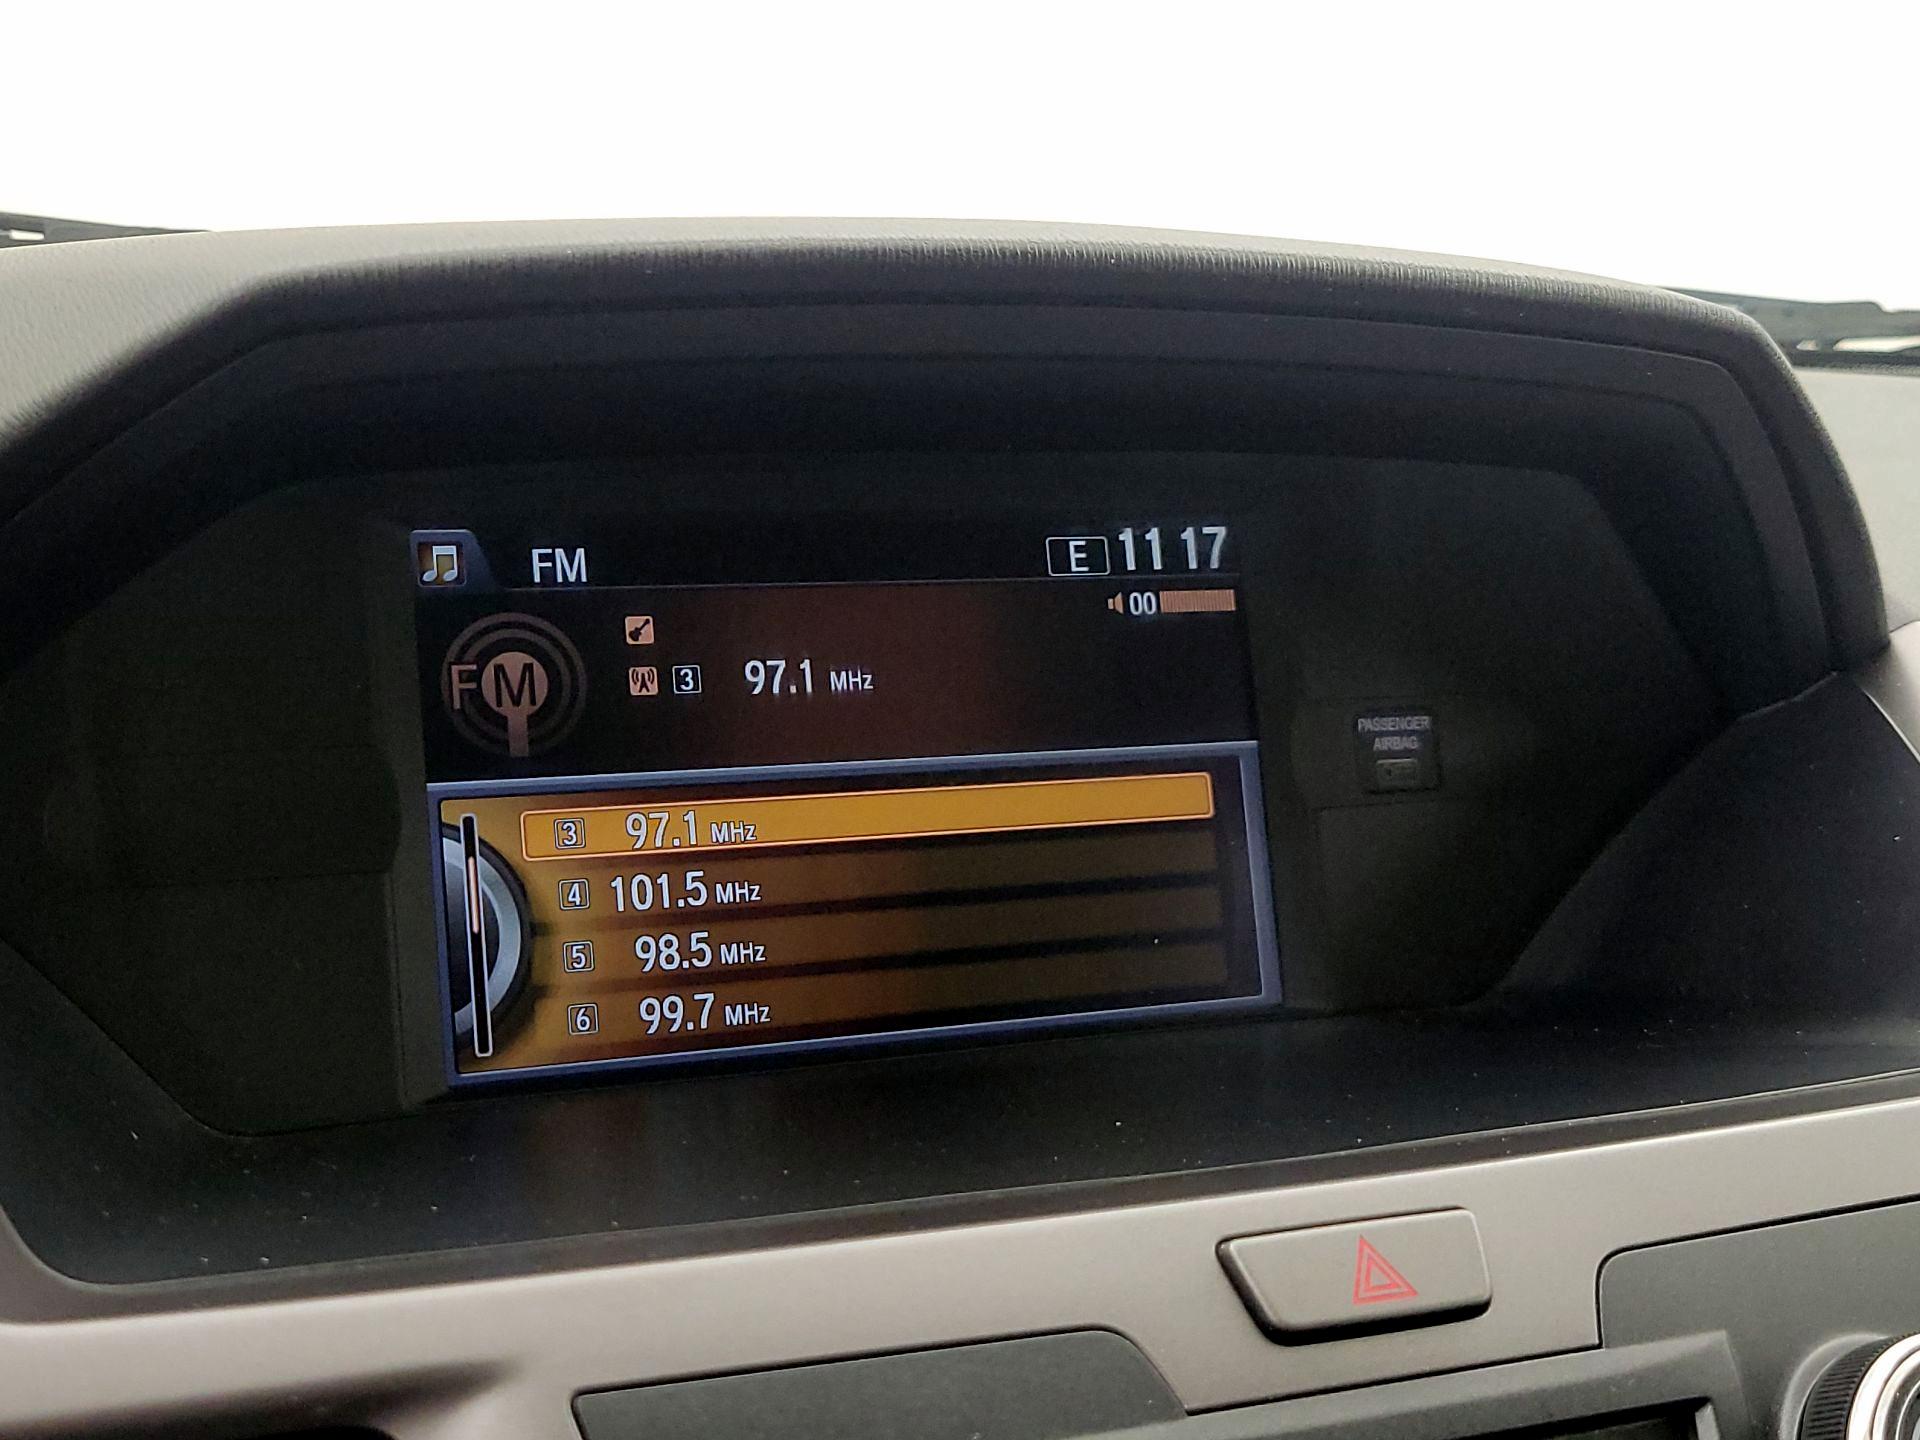 FM
E 11 17
00
FM
3 97.1 MHz
3 97.1 MHz
4 101.5 MHz
5 98.5 MHz
6 99.7 MHz
PASSENGER
AIRBAG